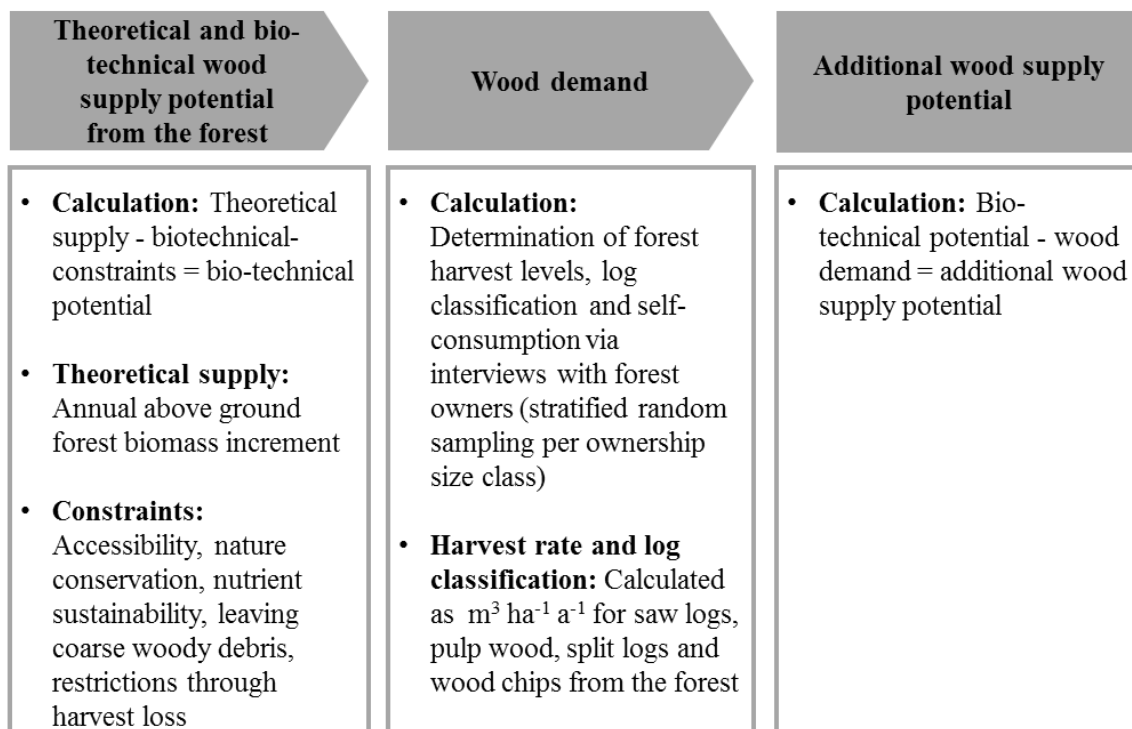 Theoretical and bio-
technical wood
supply potential
from the forest
Wood demand
Additional wood supply
potential
• Calculation: Theoretical
supply - biotechnical-
constraints = bio-technical
potential
• Theoretical supply:
Annual above ground
forest biomass increment
• Constraints:
Accessibility, nature
conservation, nutrient
sustainability, leaving
coarse woody debris,
restrictions through
harvest loss
• Calculation:
Determination of forest
harvest levels, log
classification and self-
consumption via
interviews with forest
owners (stratified random
sampling per ownership
size class)
• Harvest rate and log
classification: Calculated
as m³ ha⁻¹ a⁻¹ for saw logs,
pulp wood, split logs and
wood chips from the forest
• Calculation: Bio-
technical potential - wood
demand = additional wood
supply potential